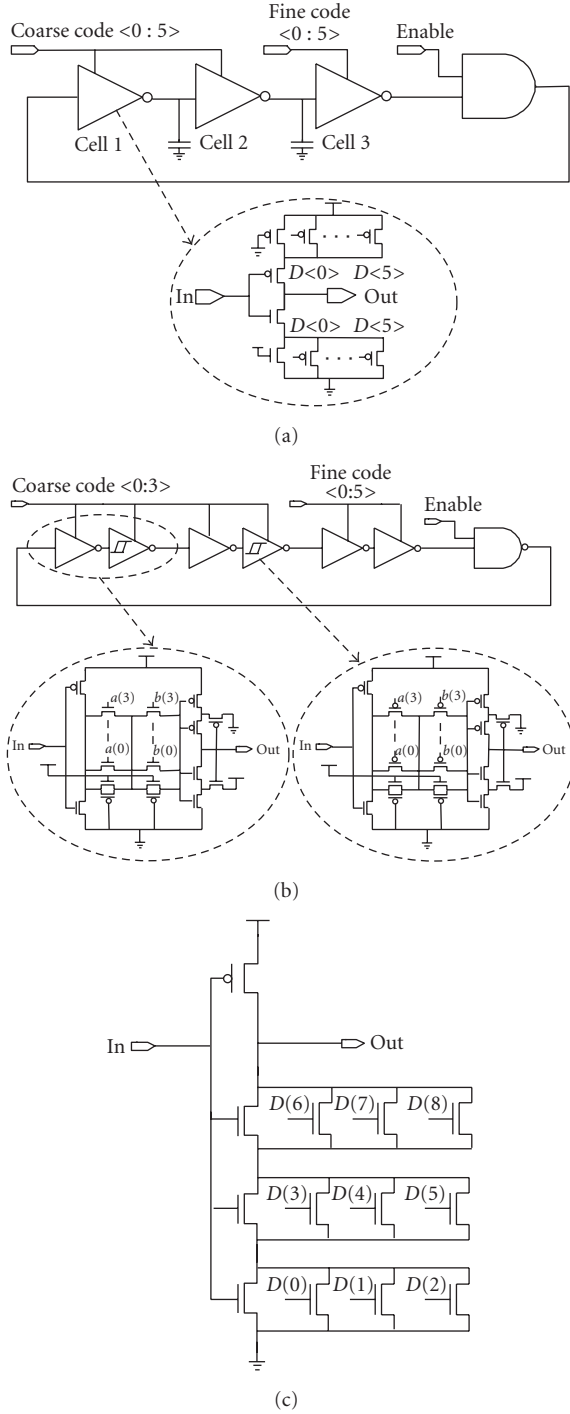 Coarse code <0 : 5>
Fine code
<0 : 5>
Enable
Cell 1
Cell 2
Cell 3
D<0> D<5>
In
Out
D<0> D<5>
(a)
Coarse code <0:3>
Fine code
<0:5>
Enable
a(3) b(3)
In
a(0) b(0)
Out
a(3) b(3)
In
a(0) b(0)
Out
(b)
In
Out
D(6) D(7) D(8)
D(3) D(4) D(5)
D(0) D(1) D(2)
(c)